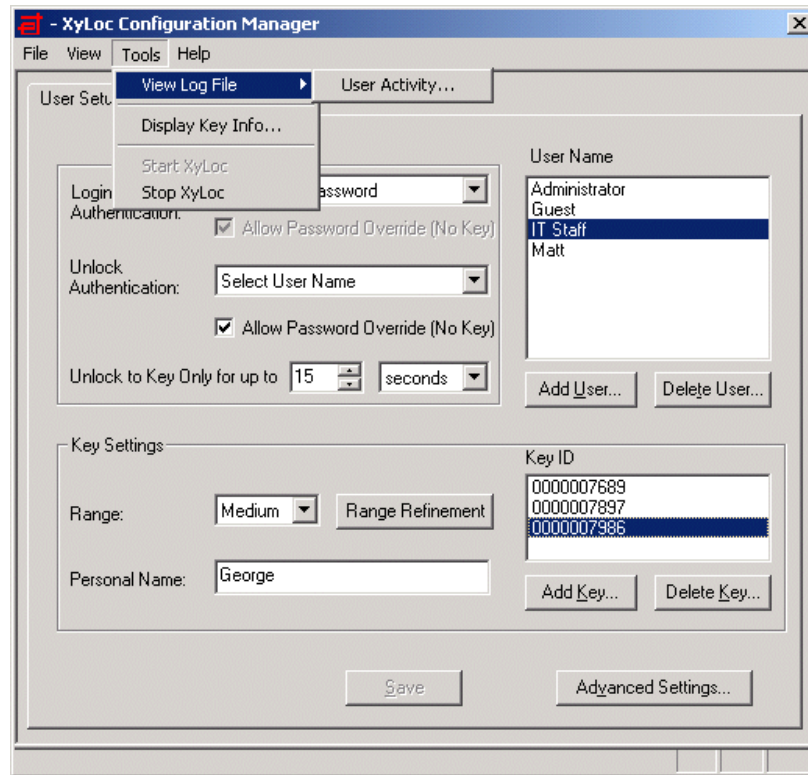 - XyLoc Configuration Manager
File View Tools Help
View Log File User Activity...
User Setu
Display Key Info...
Start XyLoc
Stop XyLoc
Login
Authentication:
assword
Allow Password Override (No Key)
Unlock
Authentication:
Select User Name
Allow Password Override (No Key)
Unlock to Key Only for up to 15 seconds
User Name
Administrator
Guest
IT Staff
Matt
Add User... Delete User...
Key Settings
Range: Medium Range Refinement
Personal Name: George
Key ID
0000007689
0000007897
0000007986
Add Key... Delete Key...
Save Advanced Settings...